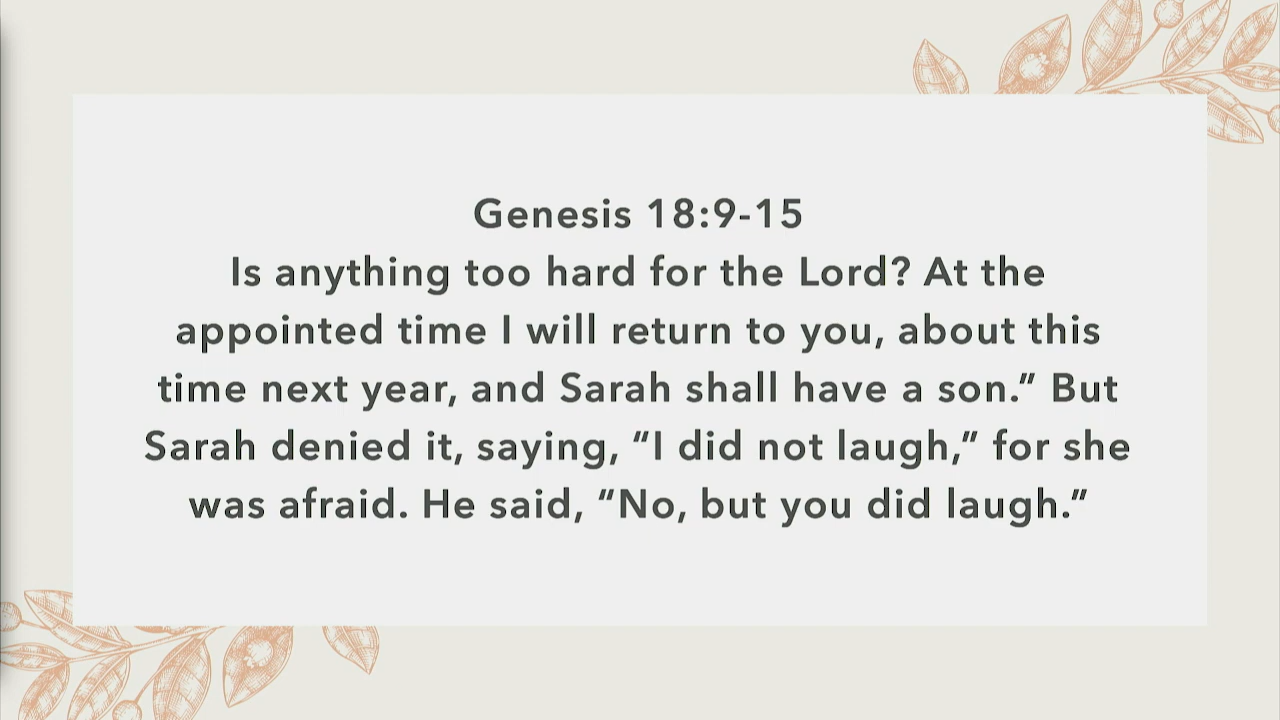 Genesis 18:9-15
Is anything too hard for the Lord? At the
appointed time I will return to you, about this
time next year, and Sarah shall have a son.” But
Sarah denied it, saying, “I did not laugh,” for she
was afraid. He said, “No, but you did laugh.”